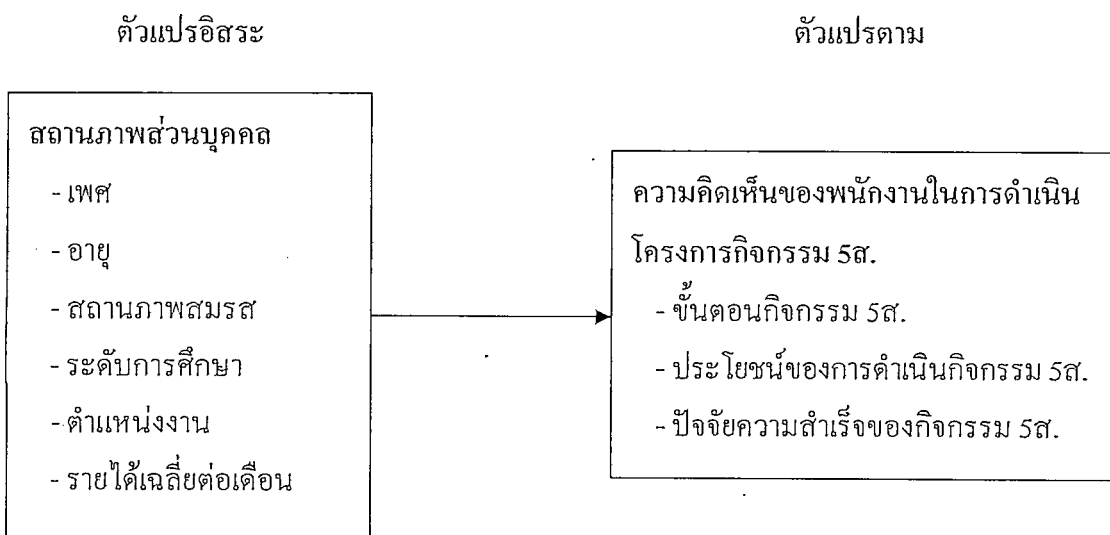 ตัวแปรอิสระ
ตัวแปรตาม
สถานภาพส่วนบุคคล
- เพศ
- อายุ
- สถานภาพสมรส
- ระดับการศึกษา
- ตำแหน่งงาน
- รายได้เฉลี่ยต่อเดือน
ความคิดเห็นของพนักงานในการดำเนิน
โครงการกิจกรรม 5ส.
- ขั้นตอนกิจกรรม 5ส.
- ประโยชน์ของการดำเนินกิจกรรม 5ส.
- ปัจจัยความสำเร็จของกิจกรรม 5ส.